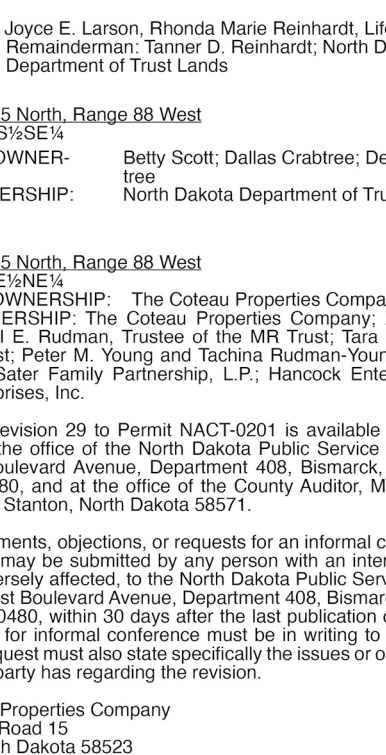 Joyce E. Larson, Rhonda Marie Reinhardt, Life
Remainderman: Tanner D. Reinhardt; North D
Department of Trust Lands
5 North, Range 88 West
S½SE¼
OWNER- Betty Scott; Dallas Crabtree; De
tree
ERSHIP: North Dakota Department of Tru
5 North, Range 88 West
E½NE¼
OWNERSHIP: The Coteau Properties Compa
ERSHIP: The Coteau Properties Company;
l E. Rudman, Trustee of the MR Trust; Tara
st; Peter M. Young and Tachina Rudman-Youn
Sater Family Partnership, L.P.; Hancock Ente
prises, Inc.
evision 29 to Permit NACT-0201 is available
the office of the North Dakota Public Service
oulevard Avenue, Department 408, Bismarck,
80, and at the office of the County Auditor, M
Stanton, North Dakota 58571.
ments, objections, or requests for an informal c
may be submitted by any person with an inter
ersely affected, to the North Dakota Public Serv
st Boulevard Avenue, Department 408, Bismarc
0480, within 30 days after the last publication o
for informal conference must be in writing to
quest must also state specifically the issues or o
party has regarding the revision.
Properties Company
Road 15
th Dakota 58523